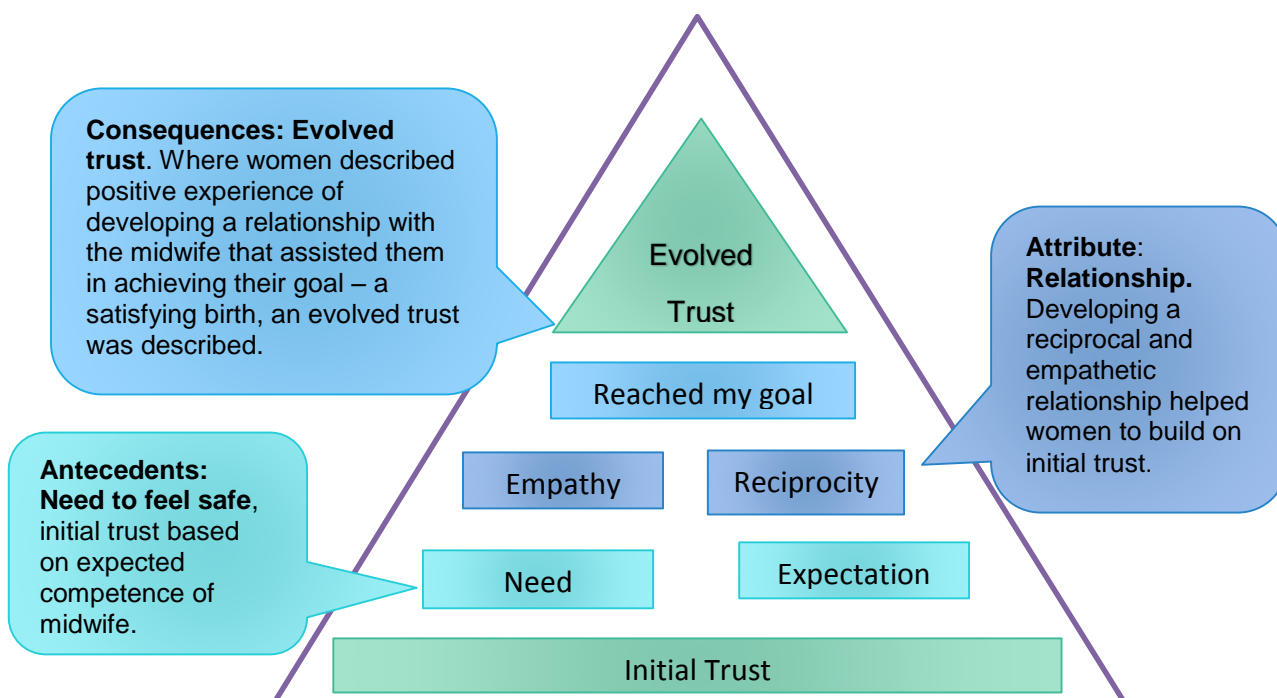 Consequences: Evolved
trust. Where women described
positive experience of
developing a relationship with
the midwife that assisted them
in achieving their goal – a
satisfying birth, an evolved trust
was described.
Evolved
Trust
Attribute:
Relationship.
Developing a
reciprocal and
empathetic
relationship helped
women to build on
initial trust.
Reached my goal
Empathy
Reciprocity
Antecedents:
Need to feel safe,
initial trust based
on expected
competence of
midwife.
Need
Expectation
Initial Trust